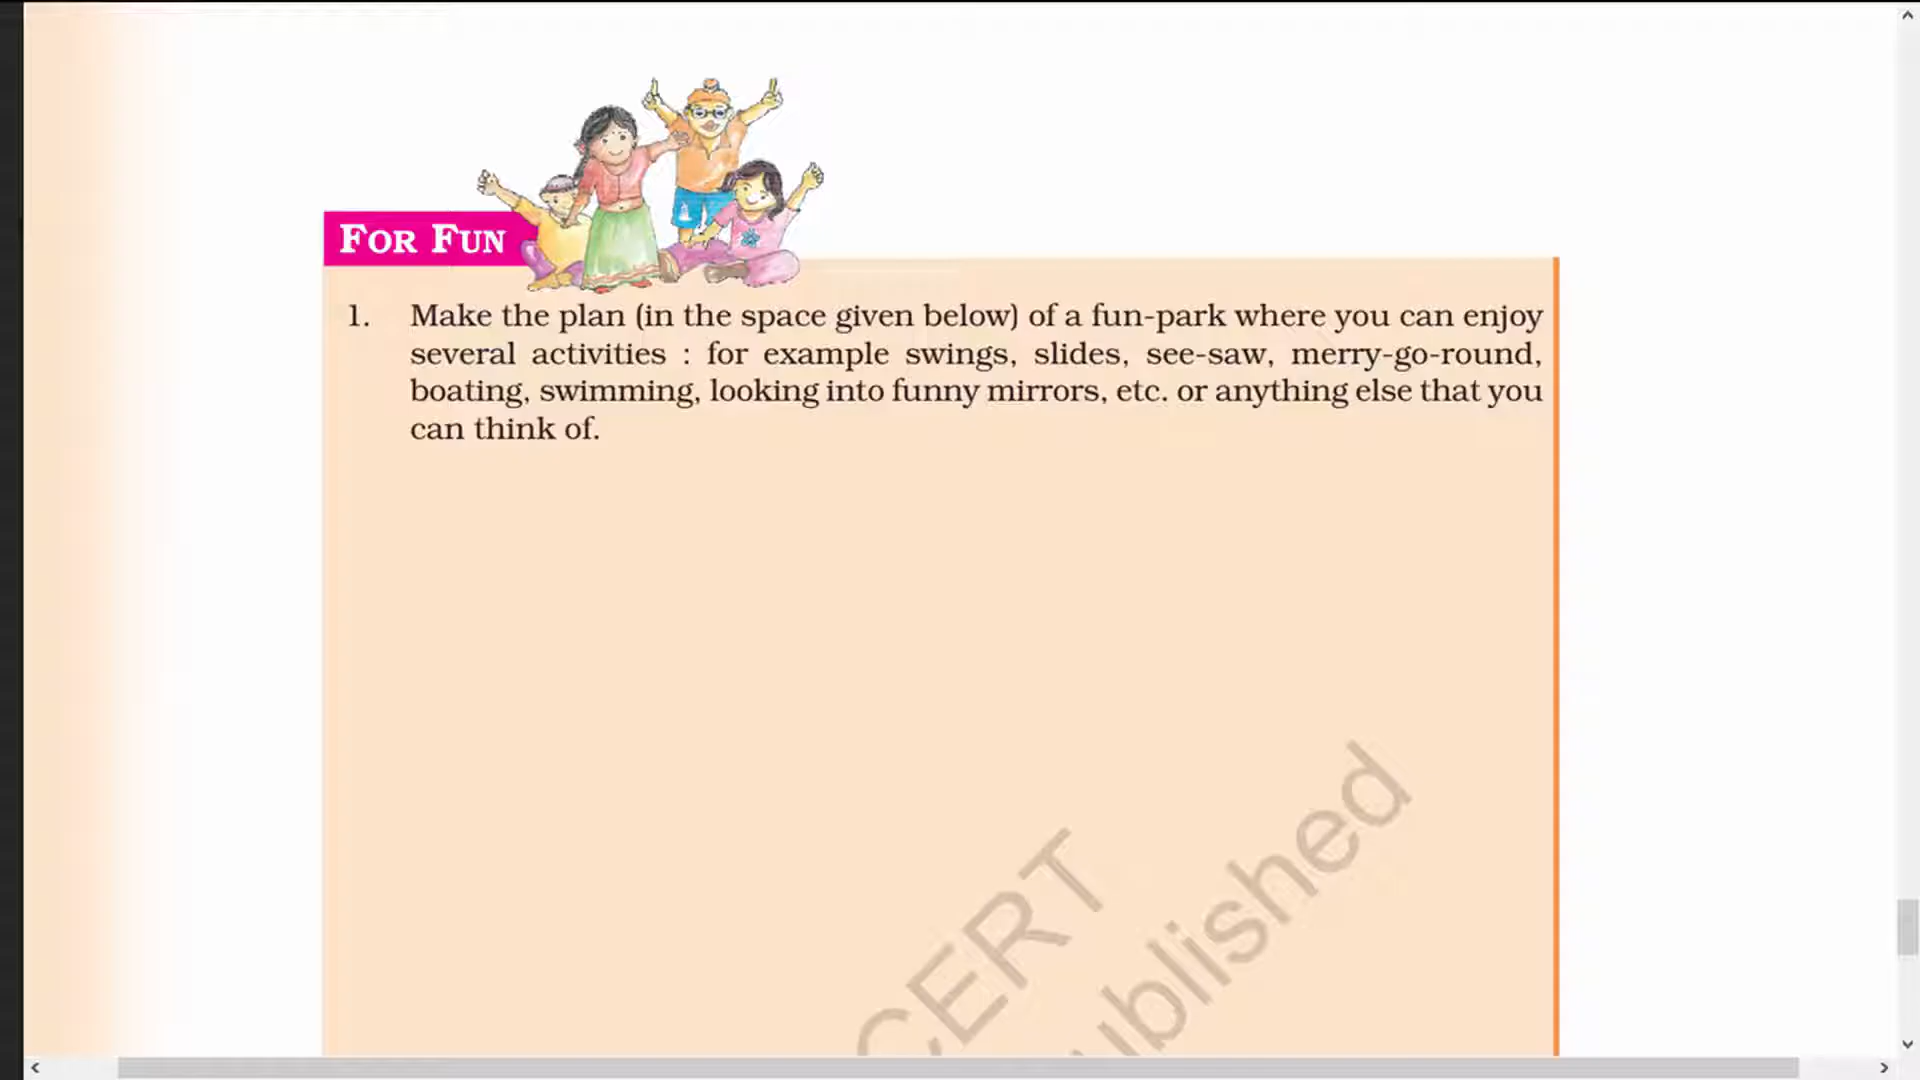 FOR FUN
1. Make the plan (in the space given below) of a fun-park where you can enjoy
several activities : for example swings, slides, see-saw, merry-go-round,
boating, swimming, looking into funny mirrors, etc. or anything else that you
can think of.
CERT
ublished